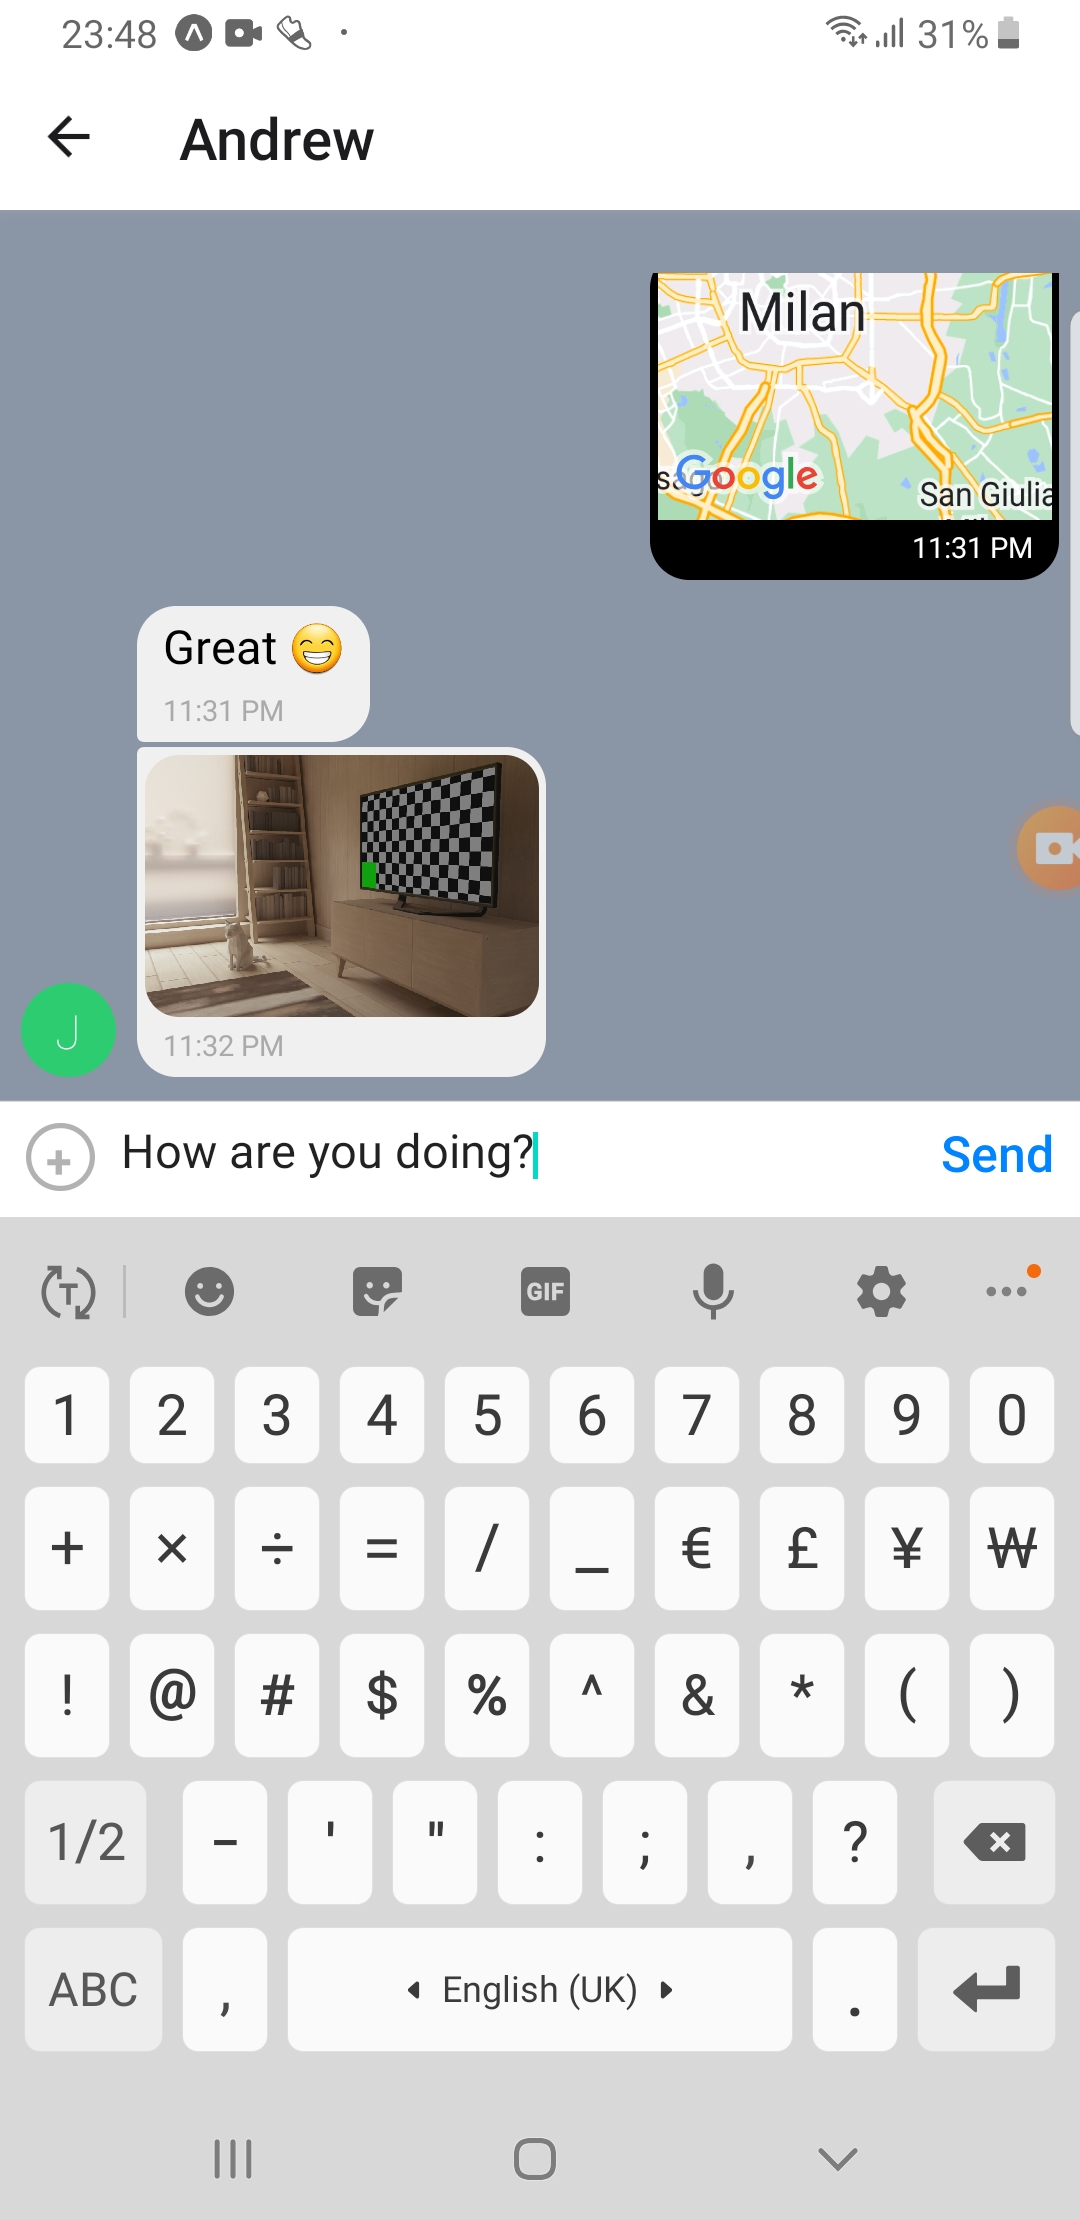 23:48
31%
Andrew
Milan
Google
San Giulia
11:31 PM
Great 😁
11:31 PM
11:32 PM
J
How are you doing?
Send
T
GIF
1 2 3 4 5 6 7 8 9 0
+ × ÷ = / _ € £ ¥ ₩
! @ # $ % ^ & * ( )
1/2 - ' " : ; , ?
ABC , English (UK) .